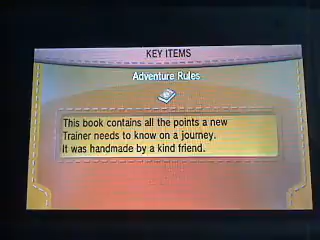 KEY ITEMS
Adventure Rules
This book contains all the points a new
Trainer needs to know on a journey.
It was handmade by a kind friend.